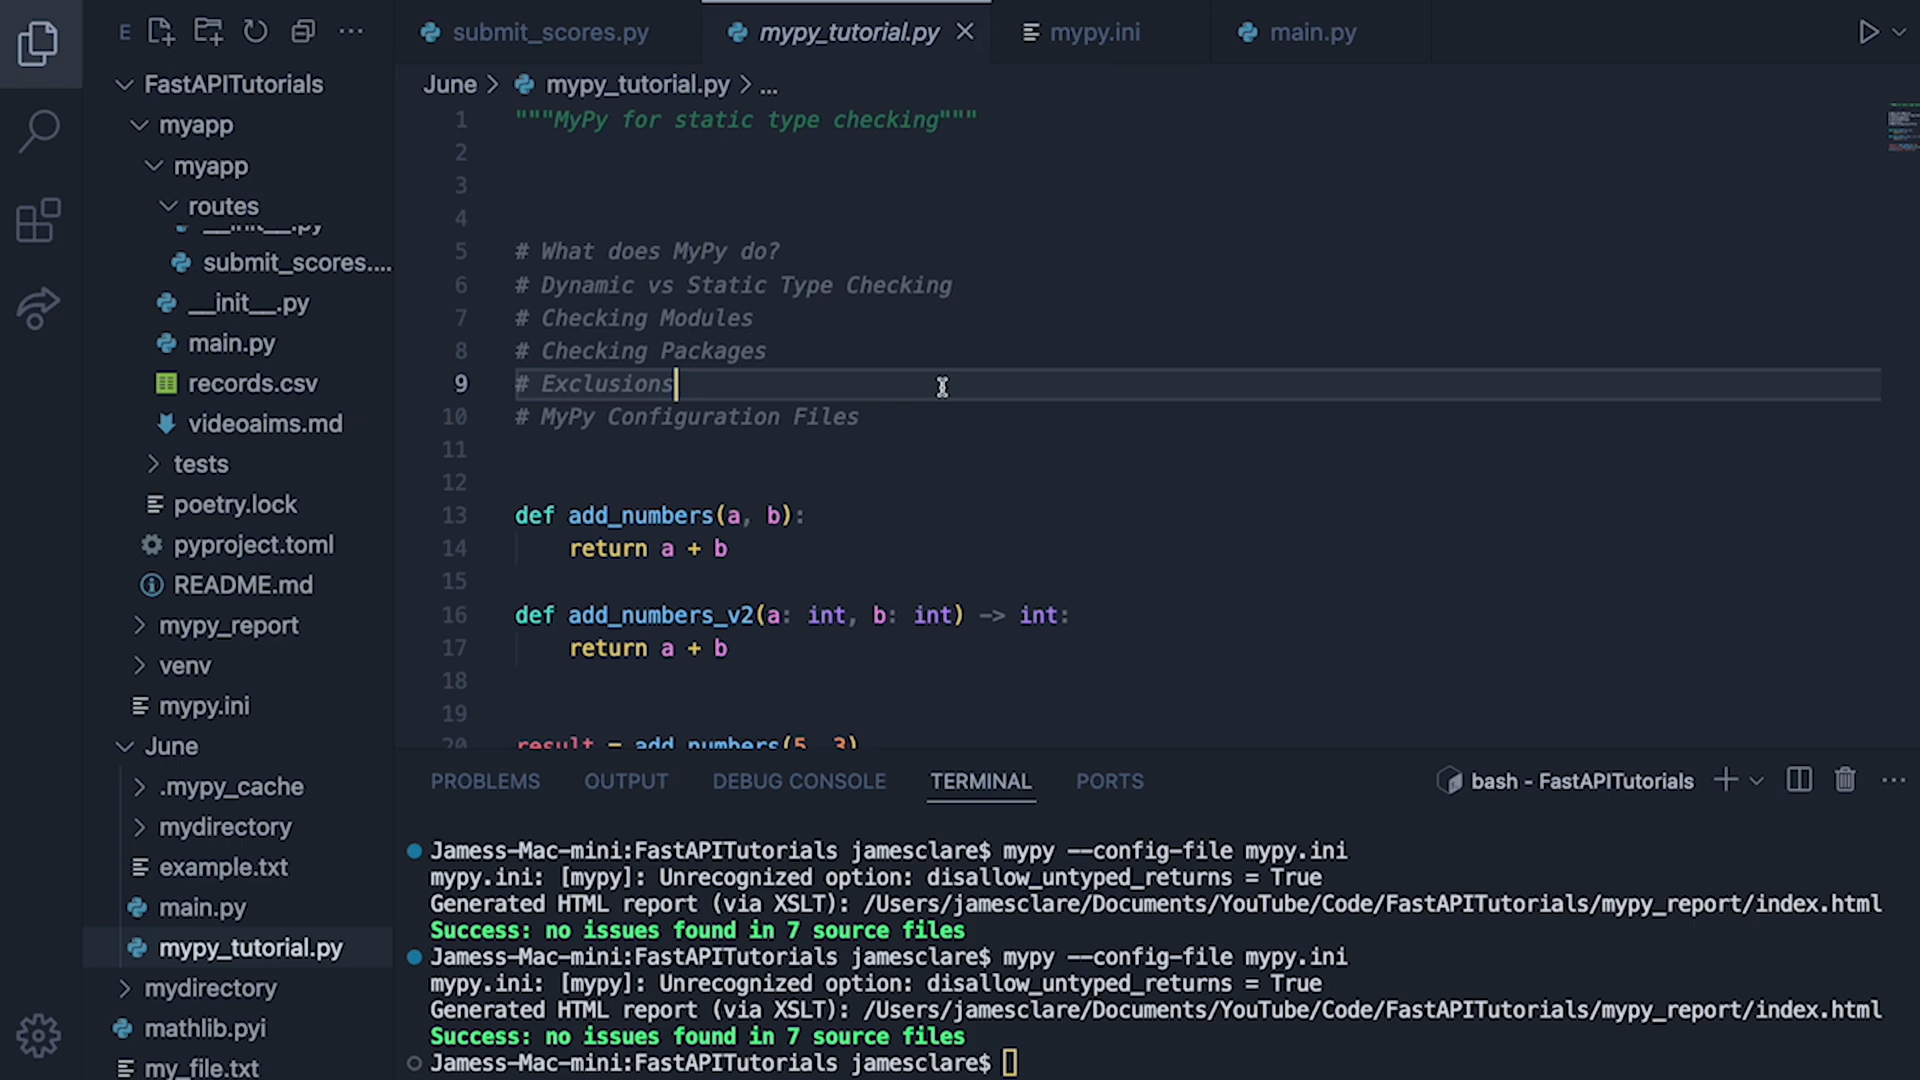 E
submit_scores.py
mypy_tutorial.py
mypy.ini
main.py
FastAPITutorials
myapp
myapp
routes
__init__.py
submit_scores....
__init__.py
main.py
records.csv
videoaims.md
tests
poetry.lock
pyproject.toml
README.md
mypy_report
venv
mypy.ini
June
.mypy_cache
mydirectory
example.txt
main.py
mypy_tutorial.py
mydirectory
mathlib.pyi
my_file.txt
June > mypy_tutorial.py > ...
1 """MyPy for static type checking"""
2
3
4
5 # What does MyPy do?
6 # Dynamic vs Static Type Checking
7 # Checking Modules
8 # Checking Packages
9 # Exclusions
10 # MyPy Configuration Files
11
12
13 def add_numbers(a, b):
14 return a + b
15
16 def add_numbers_v2(a: int, b: int) -> int:
17 return a + b
18
19
20 result = add_numbers(5, 3)
PROBLEMS OUTPUT DEBUG CONSOLE TERMINAL PORTS
bash - FastAPITutorials
Jamess-Mac-mini:FastAPITutorials jamesclare$ mypy --config-file mypy.ini
mypy.ini: [mypy]: Unrecognized option: disallow_untyped_returns = True
Generated HTML report (via XSLT): /Users/jamesclare/Documents/YouTube/Code/FastAPITutorials/mypy_report/index.html
Success: no issues found in 7 source files
Jamess-Mac-mini:FastAPITutorials jamesclare$ mypy --config-file mypy.ini
mypy.ini: [mypy]: Unrecognized option: disallow_untyped_returns = True
Generated HTML report (via XSLT): /Users/jamesclare/Documents/YouTube/Code/FastAPITutorials/mypy_report/index.html
Success: no issues found in 7 source files
Jamess-Mac-mini:FastAPITutorials jamesclare$